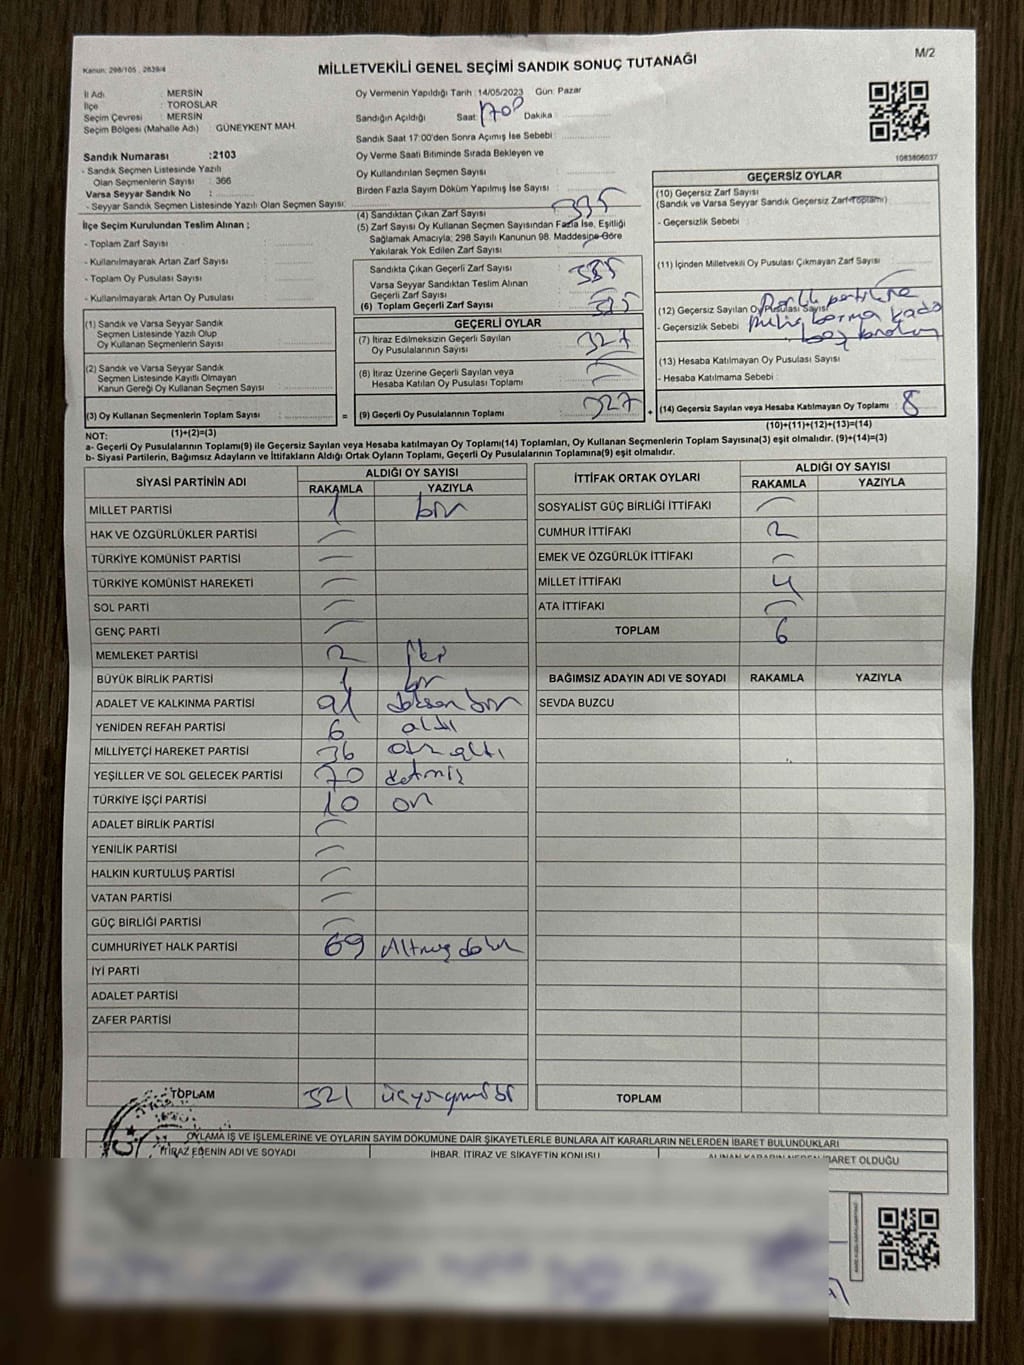 Kanun: 298/105 , 2839/4
MİLLETVEKİLİ GENEL SEÇİMİ SANDIK SONUÇ TUTANAĞI
M/2
İl Adı : MERSİN
İlçe : TOROSLAR
Seçim Çevresi : MERSİN
Seçim Bölgesi (Mahalle Adı) : GÜNEYKENT MAH.
Sandık Numarası :2103
- Sandık Seçmen Listesinde Yazılı
Olan Seçmenlerin Sayısı : 366
Varsa Seyyar Sandık No :
- Seyyar Sandık Seçmen Listesinde Yazılı Olan Seçmen Sayısı:
Oy Vermenin Yapıldığı Tarih : 14/05/2023 Gün: Pazar
Sandığın Açıldığı Saat: 1700 Dakika :
Sandık Saat 17:00'den Sonra Açımış İse Sebebi :
Oy Verme Saati Bitiminde Sırada Bekleyen ve
Oy Kullandırılan Seçmen Sayısı :
Birden Fazla Sayım Döküm Yapılmış İse Sayısı :
1083806037
İlçe Seçim Kurulundan Teslim Alınan ;
- Toplam Zarf Sayısı :
- Kullanılmayarak Artan Zarf Sayısı :
- Toplam Oy Pusulası Sayısı :
- Kullanılmayarak Artan Oy Pusulası :
(1) Sandık ve Varsa Seyyar Sandık
Seçmen Listesinde Yazılı Olup
Oy Kullanan Seçmenlerin Sayısı :
(2) Sandık ve Varsa Seyyar Sandık
Seçmen Listesinde Kayıtlı Olmayan
Kanun Gereği Oy Kullanan Seçmen Sayısı :
(3) Oy Kullanan Seçmenlerin Toplam Sayısı :
(1)+(2)=(3)
(4) Sandıktan Çıkan Zarf Sayısı : 335
(5) Zarf Sayısı Oy Kullanan Seçmen Sayısından Fazla İse, Eşitliği
Sağlamak Amacıyla; 298 Sayılı Kanunun 98. Maddesine Göre
Yakılarak Yok Edilen Zarf Sayısı :
Sandıkta Çıkan Geçerli Zarf Sayısı : 335
Varsa Seyyar Sandıktan Teslim Alınan
Geçerli Zarf Sayısı :
(6) Toplam Geçerli Zarf Sayısı : 335
GEÇERLİ OYLAR
(7) İtiraz Edilmeksizin Geçerli Sayılan
Oy Pusulalarının Sayısı : 327
(8) İtiraz Üzerine Geçerli Sayılan veya
Hesaba Katılan Oy Pusulası Toplamı :
= (9) Geçerli Oy Pusulalarının Toplamı : 327
GEÇERSİZ OYLAR
(10) Geçersiz Zarf Sayısı :
(Sandık ve Varsa Seyyar Sandık Geçersiz Zarf Toplamı)
- Geçersizlik Sebebi :
(11) İçinden Milletvekili Oy Pusulası Çıkmayan Zarf Sayısı :
(12) Geçersiz Sayılan Oy Pusulası Sayısı :
- Geçersizlik Sebebi : mühür basma
(13) Hesaba Katılmayan Oy Pusulası Sayısı :
- Hesaba Katılmama Sebebi :
+ (14) Geçersiz Sayılan veya Hesaba Katılmayan Oy Toplamı : 8
(10)+(11)+(12)+(13)=(14)
NOT:
a- Geçerli Oy Pusulalarının Toplamı(9) ile Geçersiz Sayılan veya Hesaba katılmayan Oy Toplamı(14) Toplamları, Oy Kullanan Seçmenlerin Toplam Sayısına(3) eşit olmalıdır. (9)+(14)=(3)
b- Siyasi Partilerin, Bağımsız Adayların ve İttifakların Aldığı Ortak Oyların Toplamı, Geçerli Oy Pusulalarının Toplamına(9) eşit olmalıdır.
SİYASİ PARTİNİN ADI
ALDIĞI OY SAYISI
RAKAMLA YAZIYLA
MİLLET PARTİSİ 1 bir
HAK VE ÖZGÜRLÜKLER PARTİSİ
TÜRKİYE KOMÜNİST PARTİSİ
TÜRKİYE KOMÜNİST HAREKETİ
SOL PARTİ
GENÇ PARTİ
MEMLEKET PARTİSİ 2 iki
BÜYÜK BİRLİK PARTİSİ 1 bir
ADALET VE KALKINMA PARTİSİ 91 doksan bir
YENİDEN REFAH PARTİSİ 6 altı
MİLLİYETÇİ HAREKET PARTİSİ 36 otuz altı
YEŞİLLER VE SOL GELECEK PARTİSİ 70 yetmiş
TÜRKİYE İŞÇİ PARTİSİ 10 on
ADALET BİRLİK PARTİSİ
YENİLİK PARTİSİ
HALKIN KURTULUŞ PARTİSİ
VATAN PARTİSİ
GÜÇ BİRLİĞİ PARTİSİ
CUMHURİYET HALK PARTİSİ 69 Altmış dokuz
İYİ PARTİ
ADALET PARTİSİ
ZAFER PARTİSİ
TOPLAM 321 üçyüzyirmi bir
İTTİFAK ORTAK OYLARI
ALDIĞI OY SAYISI
RAKAMLA YAZIYLA
SOSYALİST GÜÇ BİRLİĞİ İTTİFAKI
CUMHUR İTTİFAKI 2
EMEK VE ÖZGÜRLÜK İTTİFAKI
MİLLET İTTİFAKI 4
ATA İTTİFAKI
TOPLAM 6
BAĞIMSIZ ADAYIN ADI VE SOYADI RAKAMLA YAZIYLA
SEVDA BUZCU
TOPLAM
OYLAMA İŞ VE İŞLEMLERİNE VE OYLARIN SAYIM DÖKÜMÜNE DAİR ŞİKAYETLERLE BUNLARA AİT KARARLARIN NELERDEN İBARET BULUNDUKLARI
İTİRAZ EDENİN ADI VE SOYADI
İHBAR, İTİRAZ VE ŞİKAYETİN KONUSU
ALINAN KARARIN NEDEN İBARET OLDUĞU